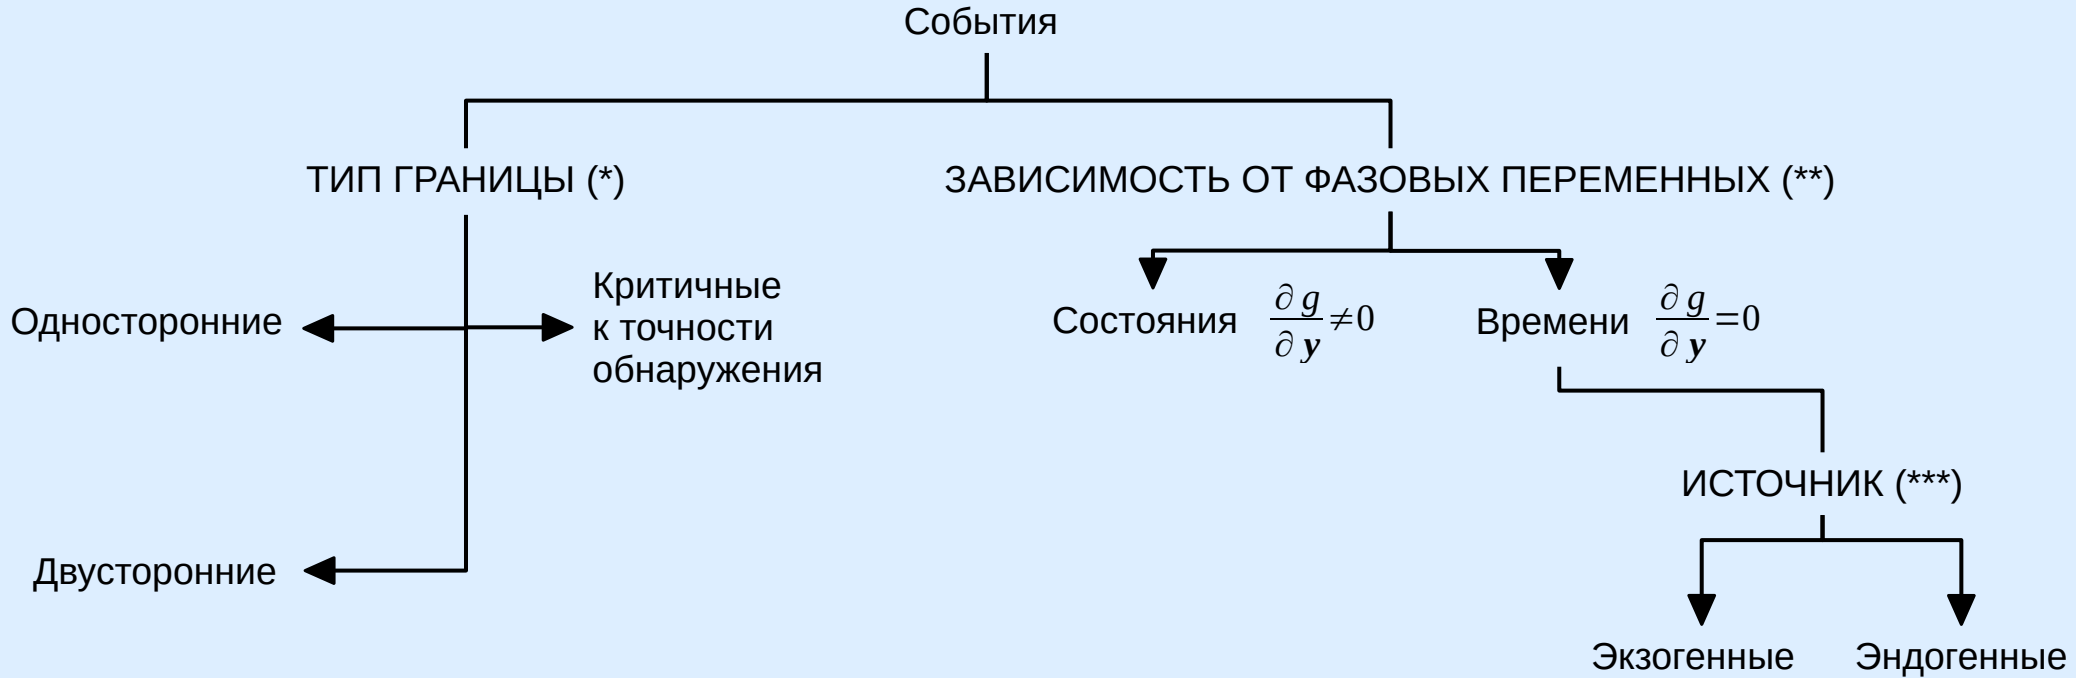 События
ТИП ГРАНИЦЫ (*)
ЗАВИСИМОСТЬ ОТ ФАЗОВЫХ ПЕРЕМЕННЫХ (**)
Односторонние
Критичные
к точности
обнаружения
Состояния ∂g/∂y≠0
Времени ∂g/∂y=0
ИСТОЧНИК (***)
Двусторонние
Экзогенные
Эндогенные